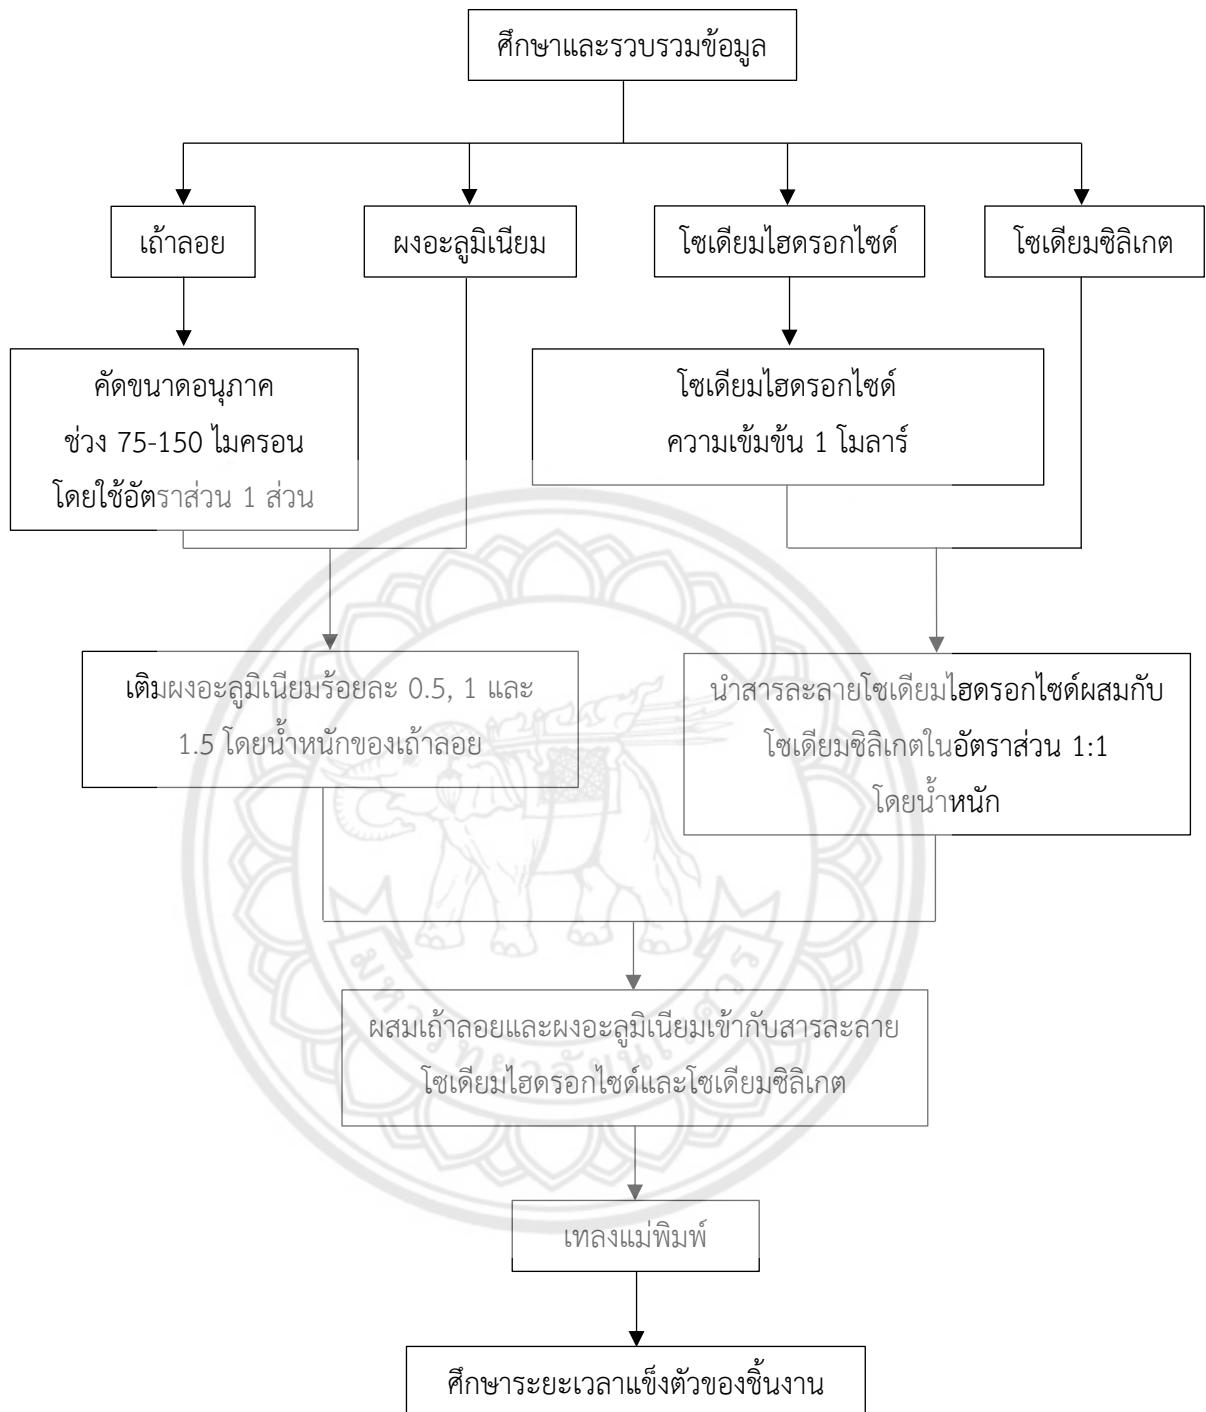 ศึกษาและรวบรวมข้อมูล
เถ้าลอย
ผงอะลูมิเนียม
โซเดียมไฮดรอกไซด์
โซเดียมซิลิเกต
คัดขนาดอนุภาค
ช่วง 75-150 ไมครอน
โดยใช้อัตราส่วน 1 ส่วน
โซเดียมไฮดรอกไซด์
ความเข้มข้น 1 โมลาร์
เติมผงอะลูมิเนียมร้อยละ 0.5, 1 และ
1.5 โดยน้ำหนักของเถ้าลอย
นำสารละลายโซเดียมไฮดรอกไซด์ผสมกับ
โซเดียมซิลิเกตในอัตราส่วน 1:1
โดยน้ำหนัก
ผสมเถ้าลอยและผงอะลูมิเนียมเข้ากับสารละลาย
โซเดียมไฮดรอกไซด์และโซเดียมซิลิเกต
มหาวิทยาลัยนเรศวร
เทลงแม่พิมพ์
ศึกษาระยะเวลาแข็งตัวของชิ้นงาน